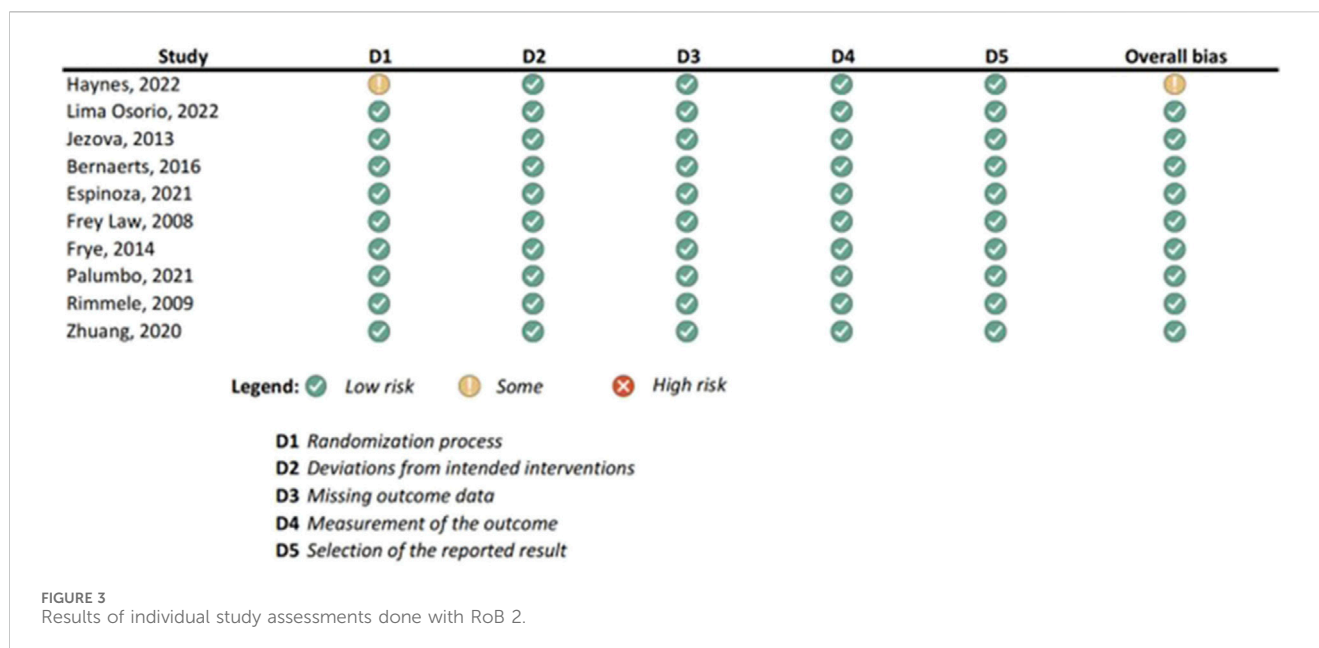 Study D1 D2 D3 D4 D5 Overall bias
Haynes, 2022
Lima Osorio, 2022
Jezova, 2013
Bernaerts, 2016
Espinoza, 2021
Frey Law, 2008
Frye, 2014
Palumbo, 2021
Rimmele, 2009
Zhuang, 2020
Legend: Low risk Some High risk
D1 Randomization process
D2 Deviations from intended interventions
D3 Missing outcome data
D4 Measurement of the outcome
D5 Selection of the reported result
FIGURE 3
Results of individual study assessments done with RoB 2.